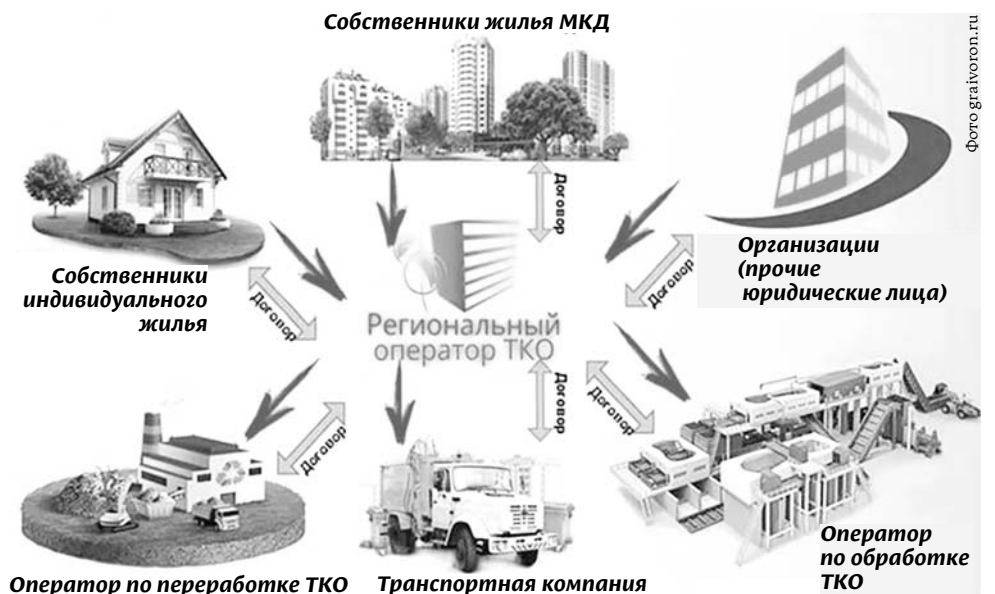 Собственники жилья МКД
Фото graivoron.ru
Договор
Организации
(прочие
юридические лица)
Собственники
индивидуального
жилья
Договор
Договор
Региональный
оператор ТКО
Договор
Договор
Договор
Оператор по переработке ТКО
Транспортная компания
Оператор
по обработке
ТКО